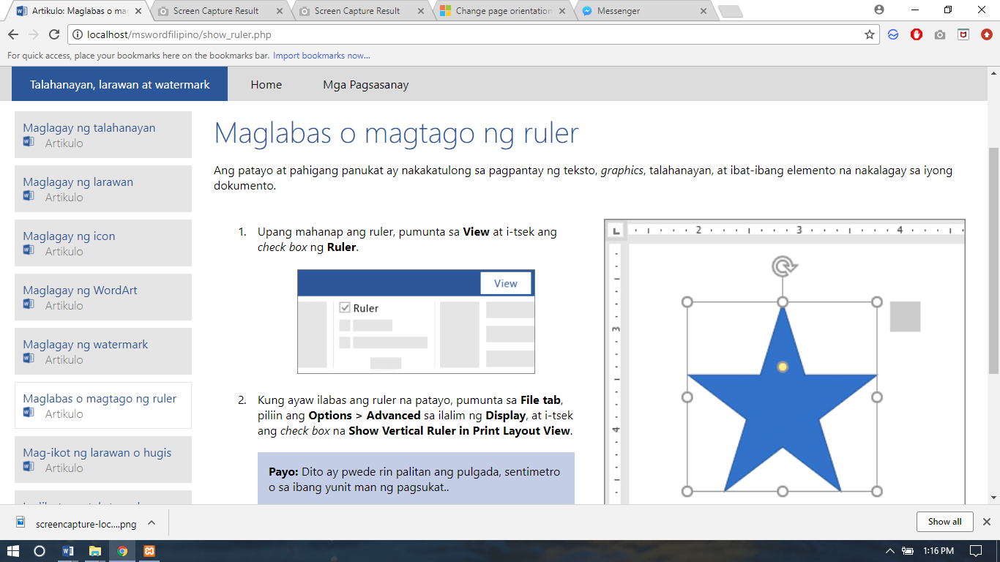 Artikulo: Maglabas o mag
Screen Capture Result
Screen Capture Result
Change page orientation
Messenger
localhost/mswordfilipino/show_ruler.php
For quick access, place your bookmarks here on the bookmarks bar. Import bookmarks now...
Talahanayan, larawan at watermark
Home
Mga Pagsasanay
Maglagay ng talahanayan
Artikulo
Maglagay ng larawan
Artikulo
Maglagay ng icon
Artikulo
Maglagay ng WordArt
Artikulo
Maglagay ng watermark
Artikulo
Maglabas o magtago ng ruler
Artikulo
Mag-ikot ng larawan o hugis
Artikulo
Maglabas o magtago ng ruler
Ang patayo at pahigang panukat ay nakakatulong sa pagpantay ng teksto, graphics, talahanayan, at ibat-ibang elemento na nakalagay sa iyong
dokumento.
1. Upang mahanap ang ruler, pumunta sa View at i-tsek ang
check box ng Ruler.
View
Ruler
2. Kung ayaw ilabas ang ruler na patayo, pumunta sa File tab,
piliin ang Options > Advanced sa ilalim ng Display, at i-tsek
ang check box na Show Vertical Ruler in Print Layout View.
Payo: Dito ay pwede rin palitan ang pulgada, sentimetro
o sa ibang yunit man ng pagsukat..
L
2 3 4
3
4
screencapture-loc....png
Show all
1:16 PM